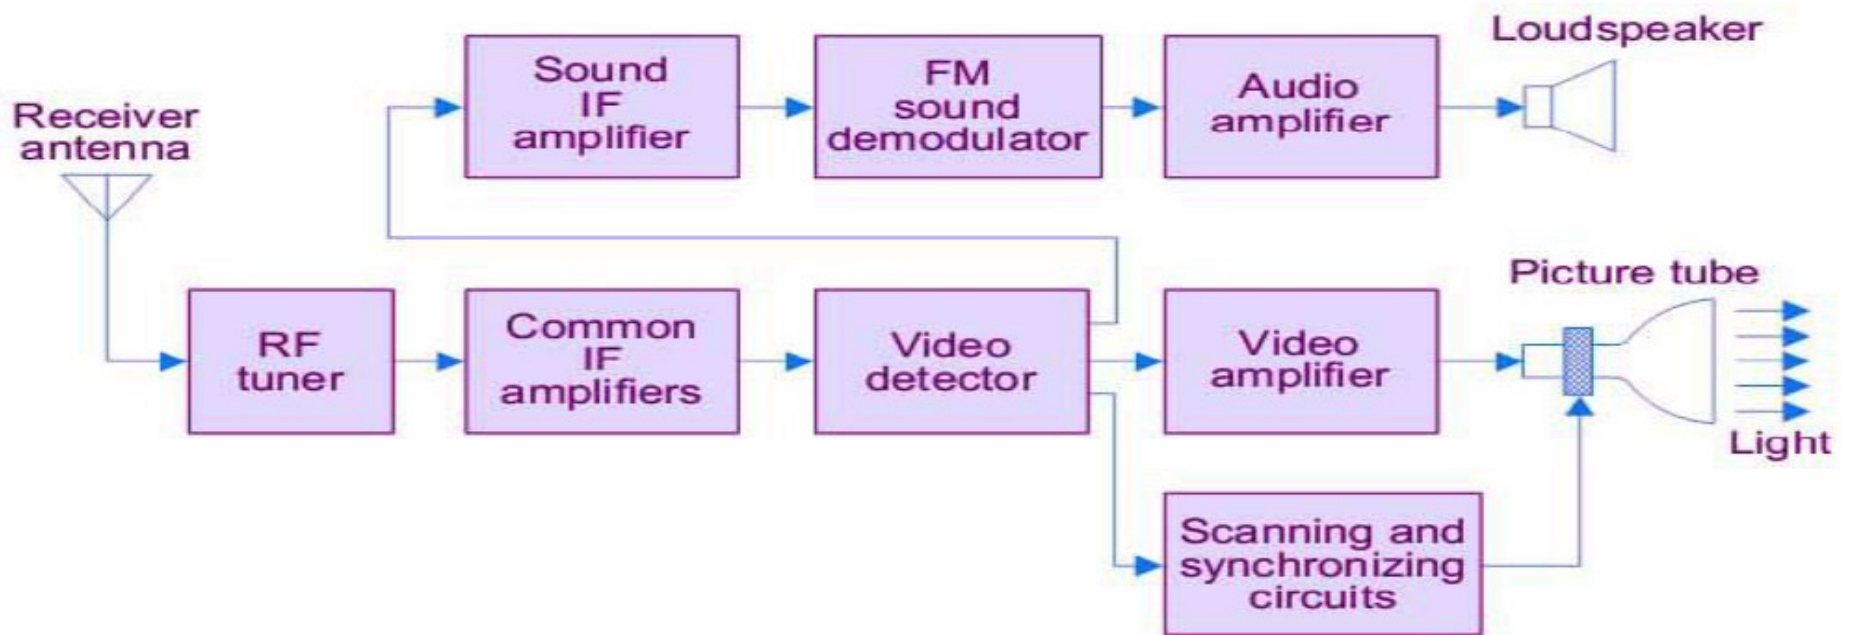 Loudspeaker
Sound
IF
amplifier
FM
sound
demodulator
Audio
amplifier
Receiver
antenna
Picture tube
RF
tuner
Common
IF
amplifiers
Video
detector
Video
amplifier
Light
Scanning and
synchronizing
circuits